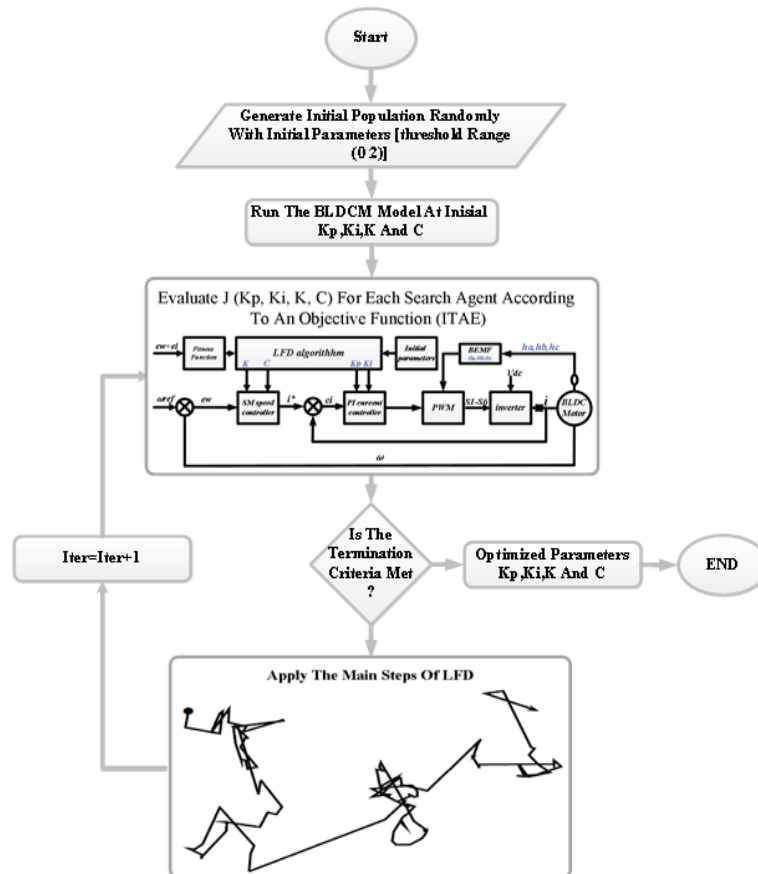 Start
Generate Initial Population Randomly
With Initial Parameters [threshold Range
(0 2)]
Run The BLDCM Model At Inisial
Kp,Ki,K And C
Evaluate J (Kp, Ki, K, C) For Each Search Agent According
To An Objective Function (ITAE)
ew+ei
Fitness
Function
LFD algorithhm
Initial
parameters
K
C
Kp
Ki
BEMF
ha,hb,hc
Vdc
ωref
ew
SM speed
controller
i*
ei
PI current
controller
PWM
S1-S6
inverter
i
BLDC
Motor
ω
Is The
Termination
Criteria Met
?
Optimized Parameters
Kp,Ki,K And C
END
Iter=Iter+1
Apply The Main Steps Of LFD